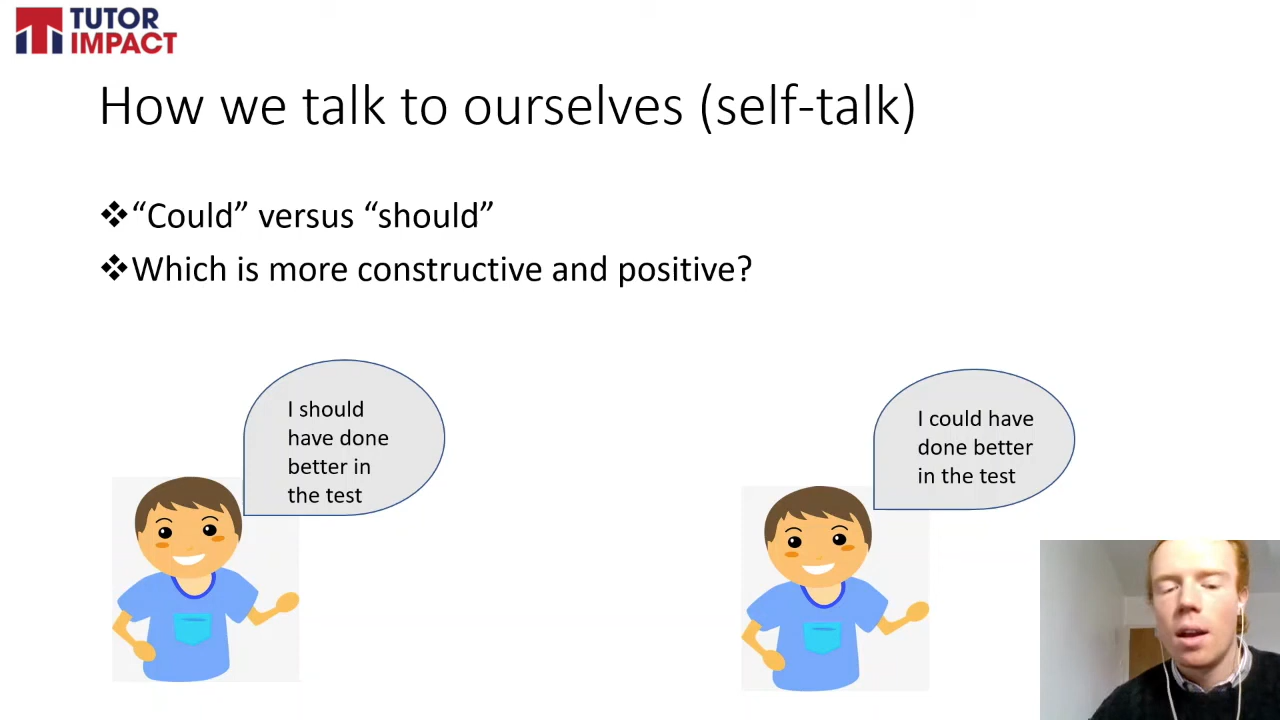 TUTOR
IMPACT
How we talk to ourselves (self-talk)
❖“Could” versus “should”
❖Which is more constructive and positive?
I should
have done
better in
the test
I could have
done better
in the test